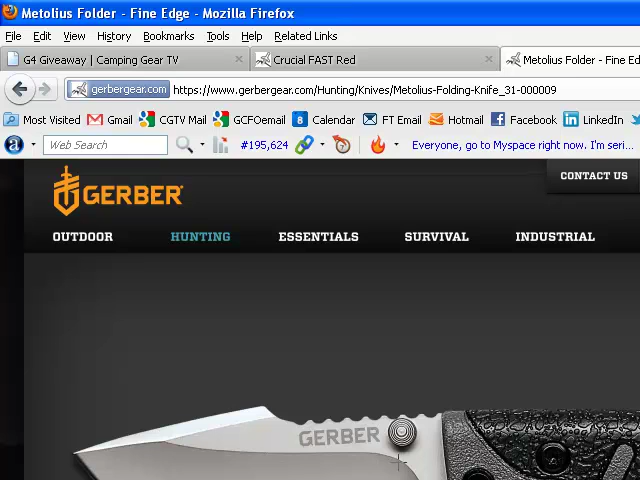 Metolius Folder - Fine Edge - Mozilla Firefox
File Edit View History Bookmarks Tools Help Related Links
G4 Giveaway | Camping Gear TV × Crucial FAST Red × Metolius Folder - Fine Ed
gerbergear.com https://www.gerbergear.com/Hunting/Knives/Metolius-Folding-Knife_31-000009
Most Visited Gmail CGTV Mail GCFOemail 8 Calendar FT Email Hotmail Facebook LinkedIn
a Web Search #195,624 Everyone, go to Myspace right now. I'm seri...
GERBER
CONTACT US
OUTDOOR HUNTING ESSENTIALS SURVIVAL INDUSTRIAL
GERBER